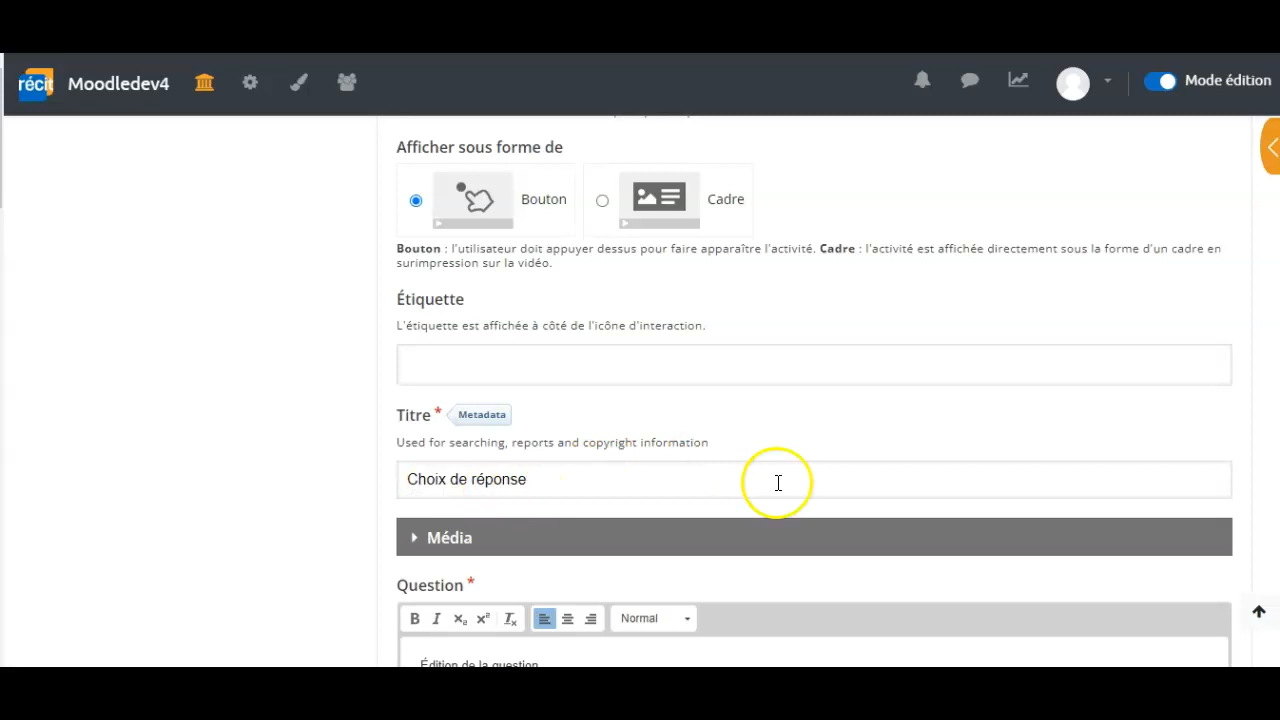 récit Moodledev4 Mode édition
Afficher sous forme de
Bouton Cadre
Bouton : l'utilisateur doit appuyer dessus pour faire apparaître l'activité. Cadre : l'activité est affichée directement sous la forme d'un cadre en
surimpression sur la vidéo.
Étiquette
L'étiquette est affichée à côté de l'icône d'interaction.
Titre * Metadata
Used for searching, reports and copyright information
Choix de réponse
Média
Question *
B I x₂ x² Tx Normal
Édition de la question